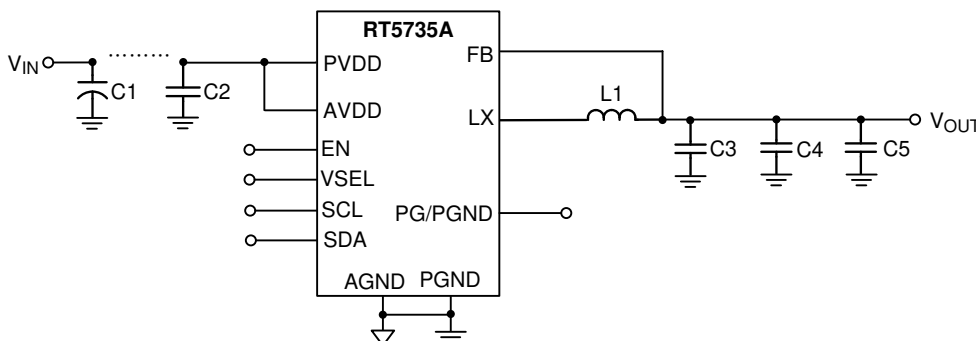 RT5735A
VIN
C1
C2
PVDD
AVDD
EN
VSEL
SCL
SDA
FB
LX
PG/PGND
AGND
PGND
L1
C3
C4
C5
VOUT